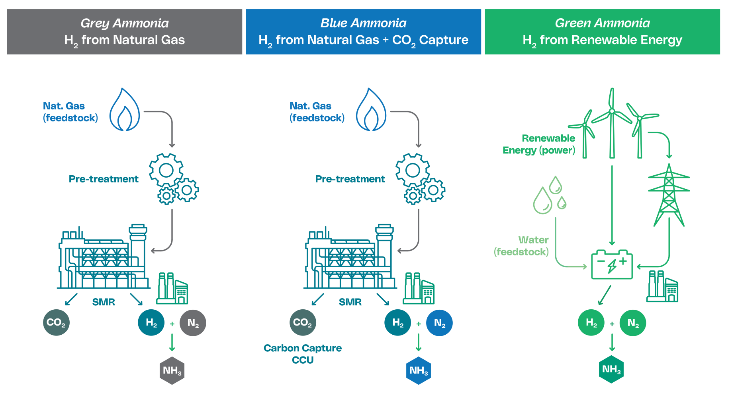 Grey Ammonia
H₂ from Natural Gas
Nat. Gas
(feedstock)
Pre-treatment
SMR
CO₂
H₂ + N₂
NH₃
Blue Ammonia
H₂ from Natural Gas + CO₂ Capture
Nat. Gas
(feedstock)
Pre-treatment
SMR
CO₂
H₂ + N₂
Carbon Capture
CCU
NH₃
Green Ammonia
H₂ from Renewable Energy
Renewable
Energy (power)
Water
(feedstock)
H₂ + N₂
NH₃